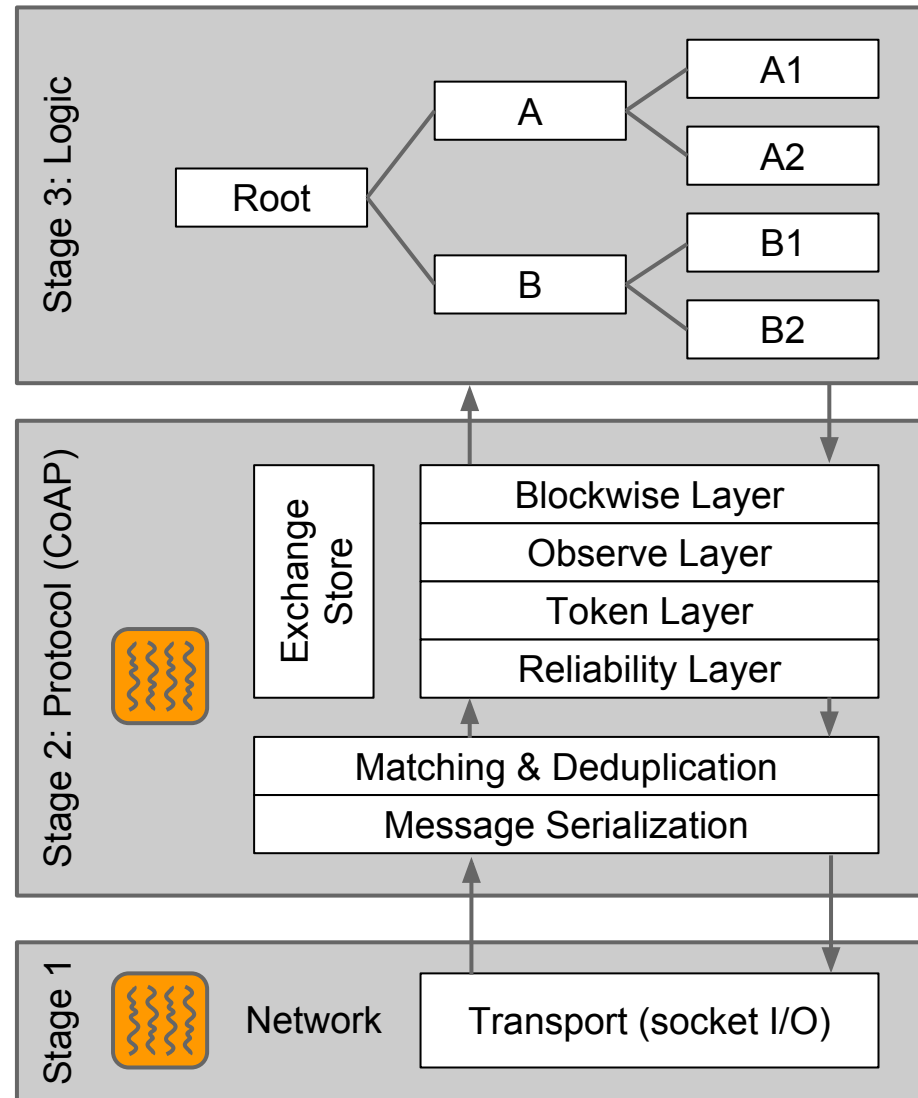 Stage 3: Logic
Root
A
A1
A2
B
B1
B2
Stage 2: Protocol (CoAP)
Exchange
Store
Blockwise Layer
Observe Layer
Token Layer
Reliability Layer
Matching & Deduplication
Message Serialization
Stage 1
Network
Transport (socket I/O)